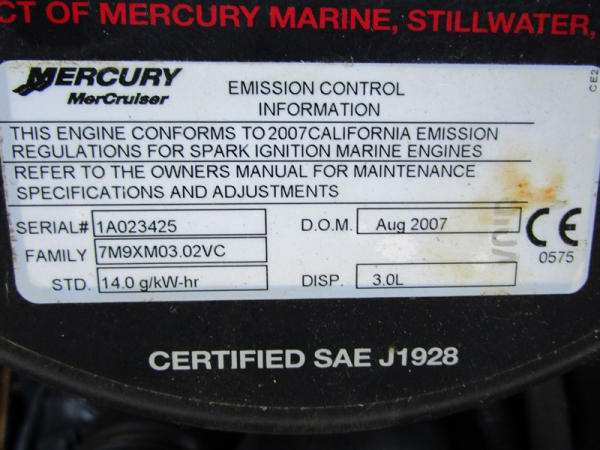 CT OF MERCURY MARINE, STILLWATER,
MERCURY
MerCruiser
EMISSION CONTROL
INFORMATION
CE2
THIS ENGINE CONFORMS TO 2007CALIFORNIA EMISSION
REGULATIONS FOR SPARK IGNITION MARINE ENGINES
REFER TO THE OWNERS MANUAL FOR MAINTENANCE
SPECIFICATIONS AND ADJUSTMENTS
SERIAL# 1A023425 D.O.M. Aug 2007
FAMILY 7M9XM03.02VC
STD. 14.0 g/kW-hr DISP. 3.0L
CE
0575
CERTIFIED SAE J1928